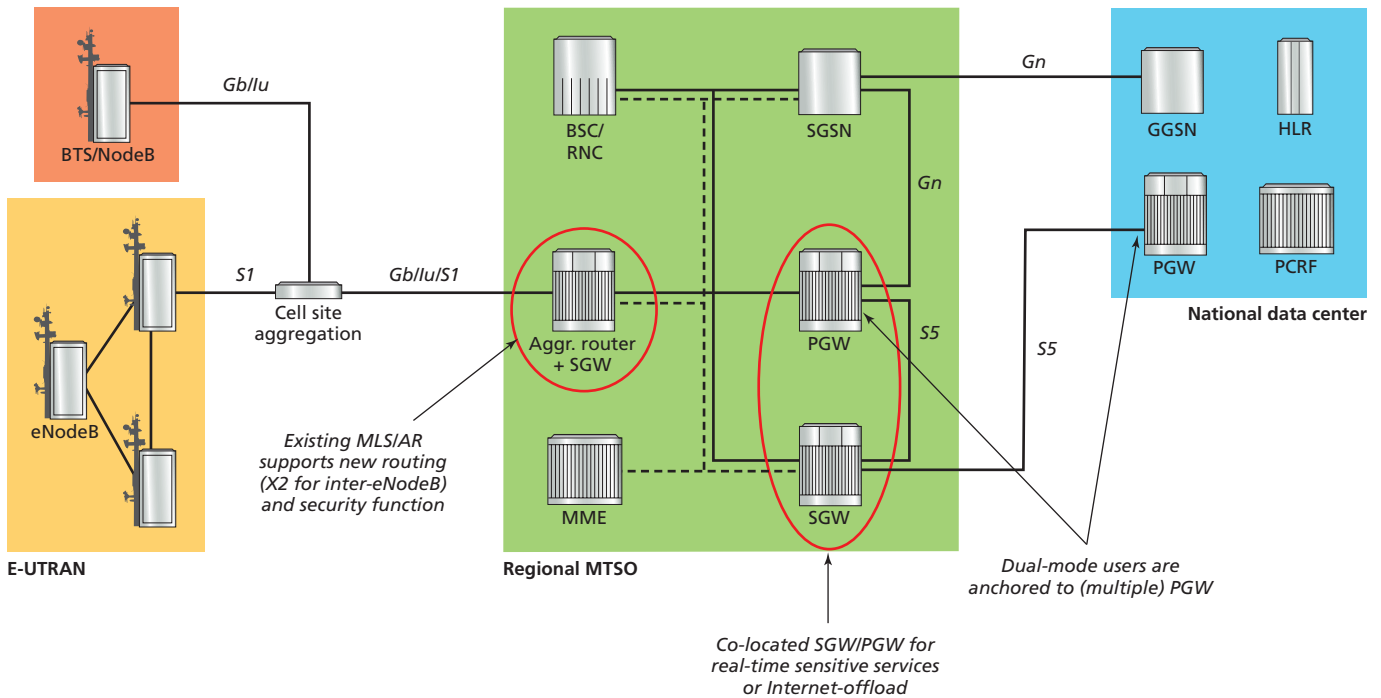 BTS/NodeB
Gb/Iu
eNodeB
E-UTRAN
S1
Cell site
aggregation
Gb/Iu/S1
BSC/
RNC
SGSN
Gn
Gn
Aggr. router
+ SGW
PGW
S5
MME
SGW
Regional MTSO
S5
GGSN
HLR
PGW
PCRF
National data center
Existing MLS/AR
supports new routing
(X2 for inter-eNodeB)
and security function
Dual-mode users are
anchored to (multiple) PGW
Co-located SGW/PGW for
real-time sensitive services
or Internet-offload